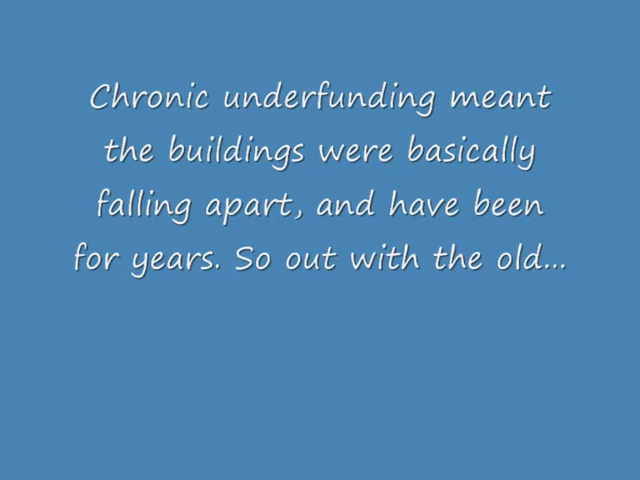 Chronic underfunding meant
the buildings were basically
falling apart, and have been
for years. So out with the old...